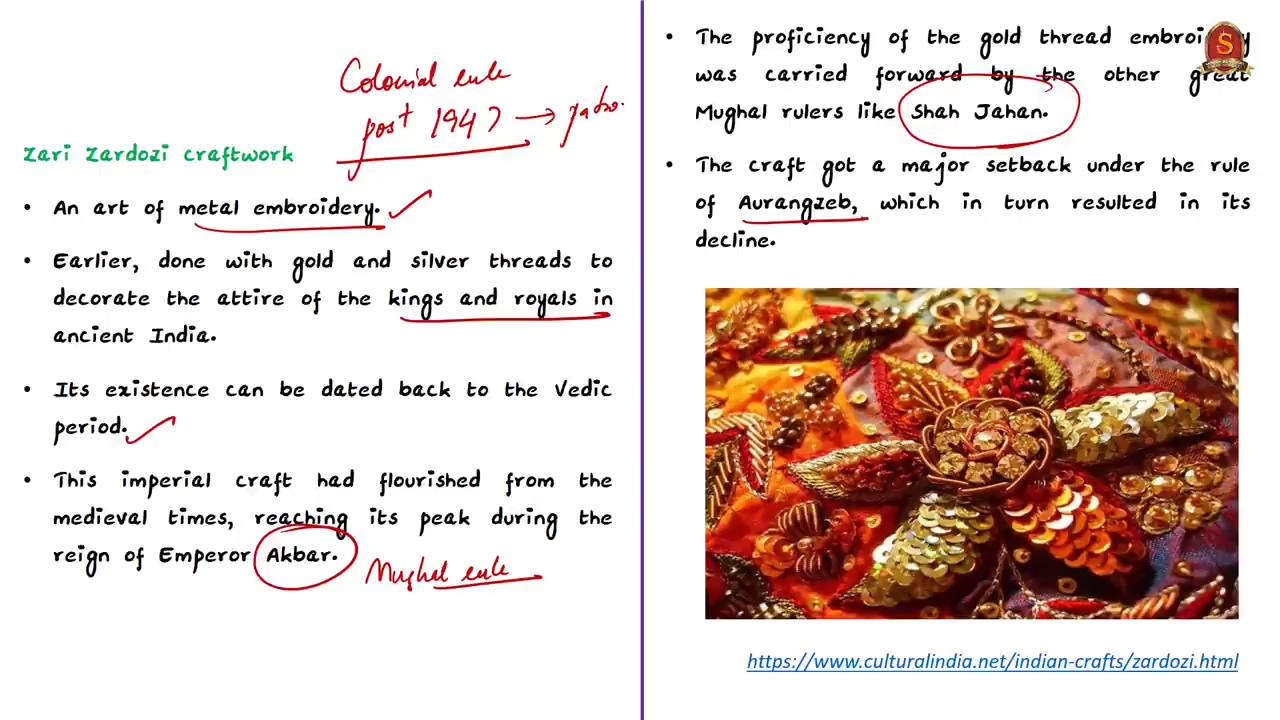 Colonial rule
post 1947 →
Zari Zardozi craftwork
• An art of metal embroidery.
• Earlier, done with gold and silver threads to
decorate the attire of the kings and royals in
ancient India.
• Its existence can be dated back to the Vedic
period.
• This imperial craft had flourished from the
medieval times, reaching its peak during the
reign of Emperor Akbar.
Mughal rule
• The proficiency of the gold thread embroidery
was carried forward by the other great
Mughal rulers like Shah Jahan.
• The craft got a major setback under the rule
of Aurangzeb, which in turn resulted in its
decline.
S
https://www.culturalindia.net/indian-crafts/zardozi.html